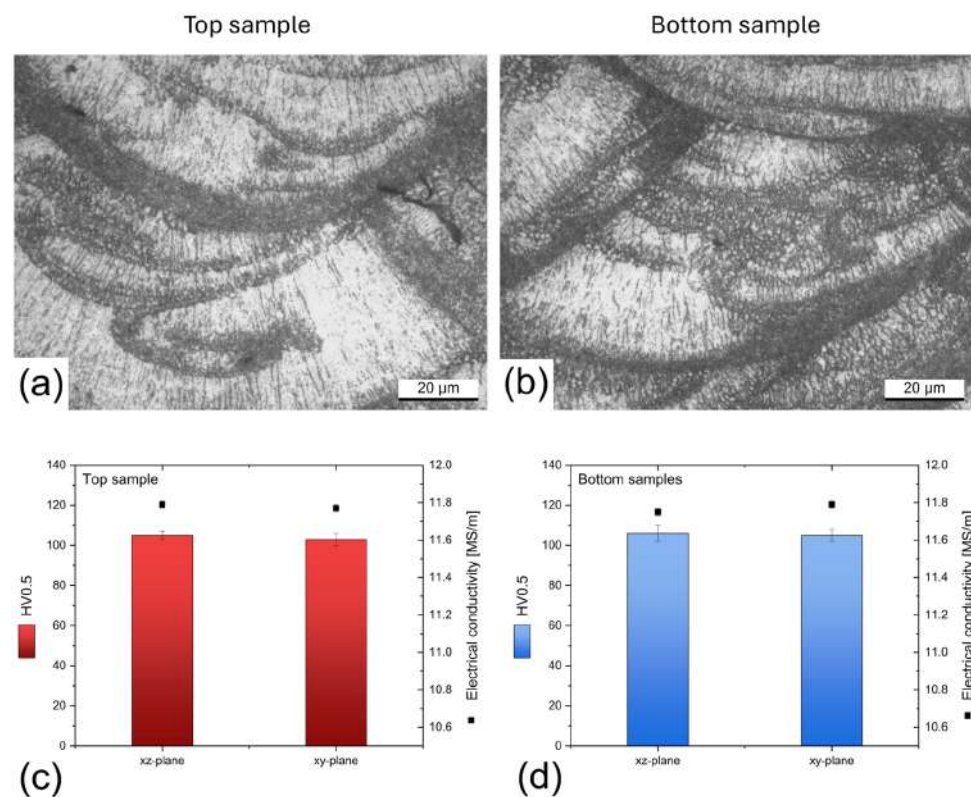 Top sample
Bottom sample
(a)
20 µm
(b)
20 µm
Top sample
140
120
100
80
60
40
20
0
HV0.5
xz-plane
xy-plane
12.0
11.8
11.6
11.4
11.2
11.0
10.8
10.6
Electrical conductivity [MS/m]
(c)
Bottom samples
140
120
100
80
60
40
20
0
HV0.5
xz-plane
xy-plane
12.0
11.8
11.6
11.4
11.2
11.0
10.8
10.6
Electrical conductivity [MS/m]
(d)